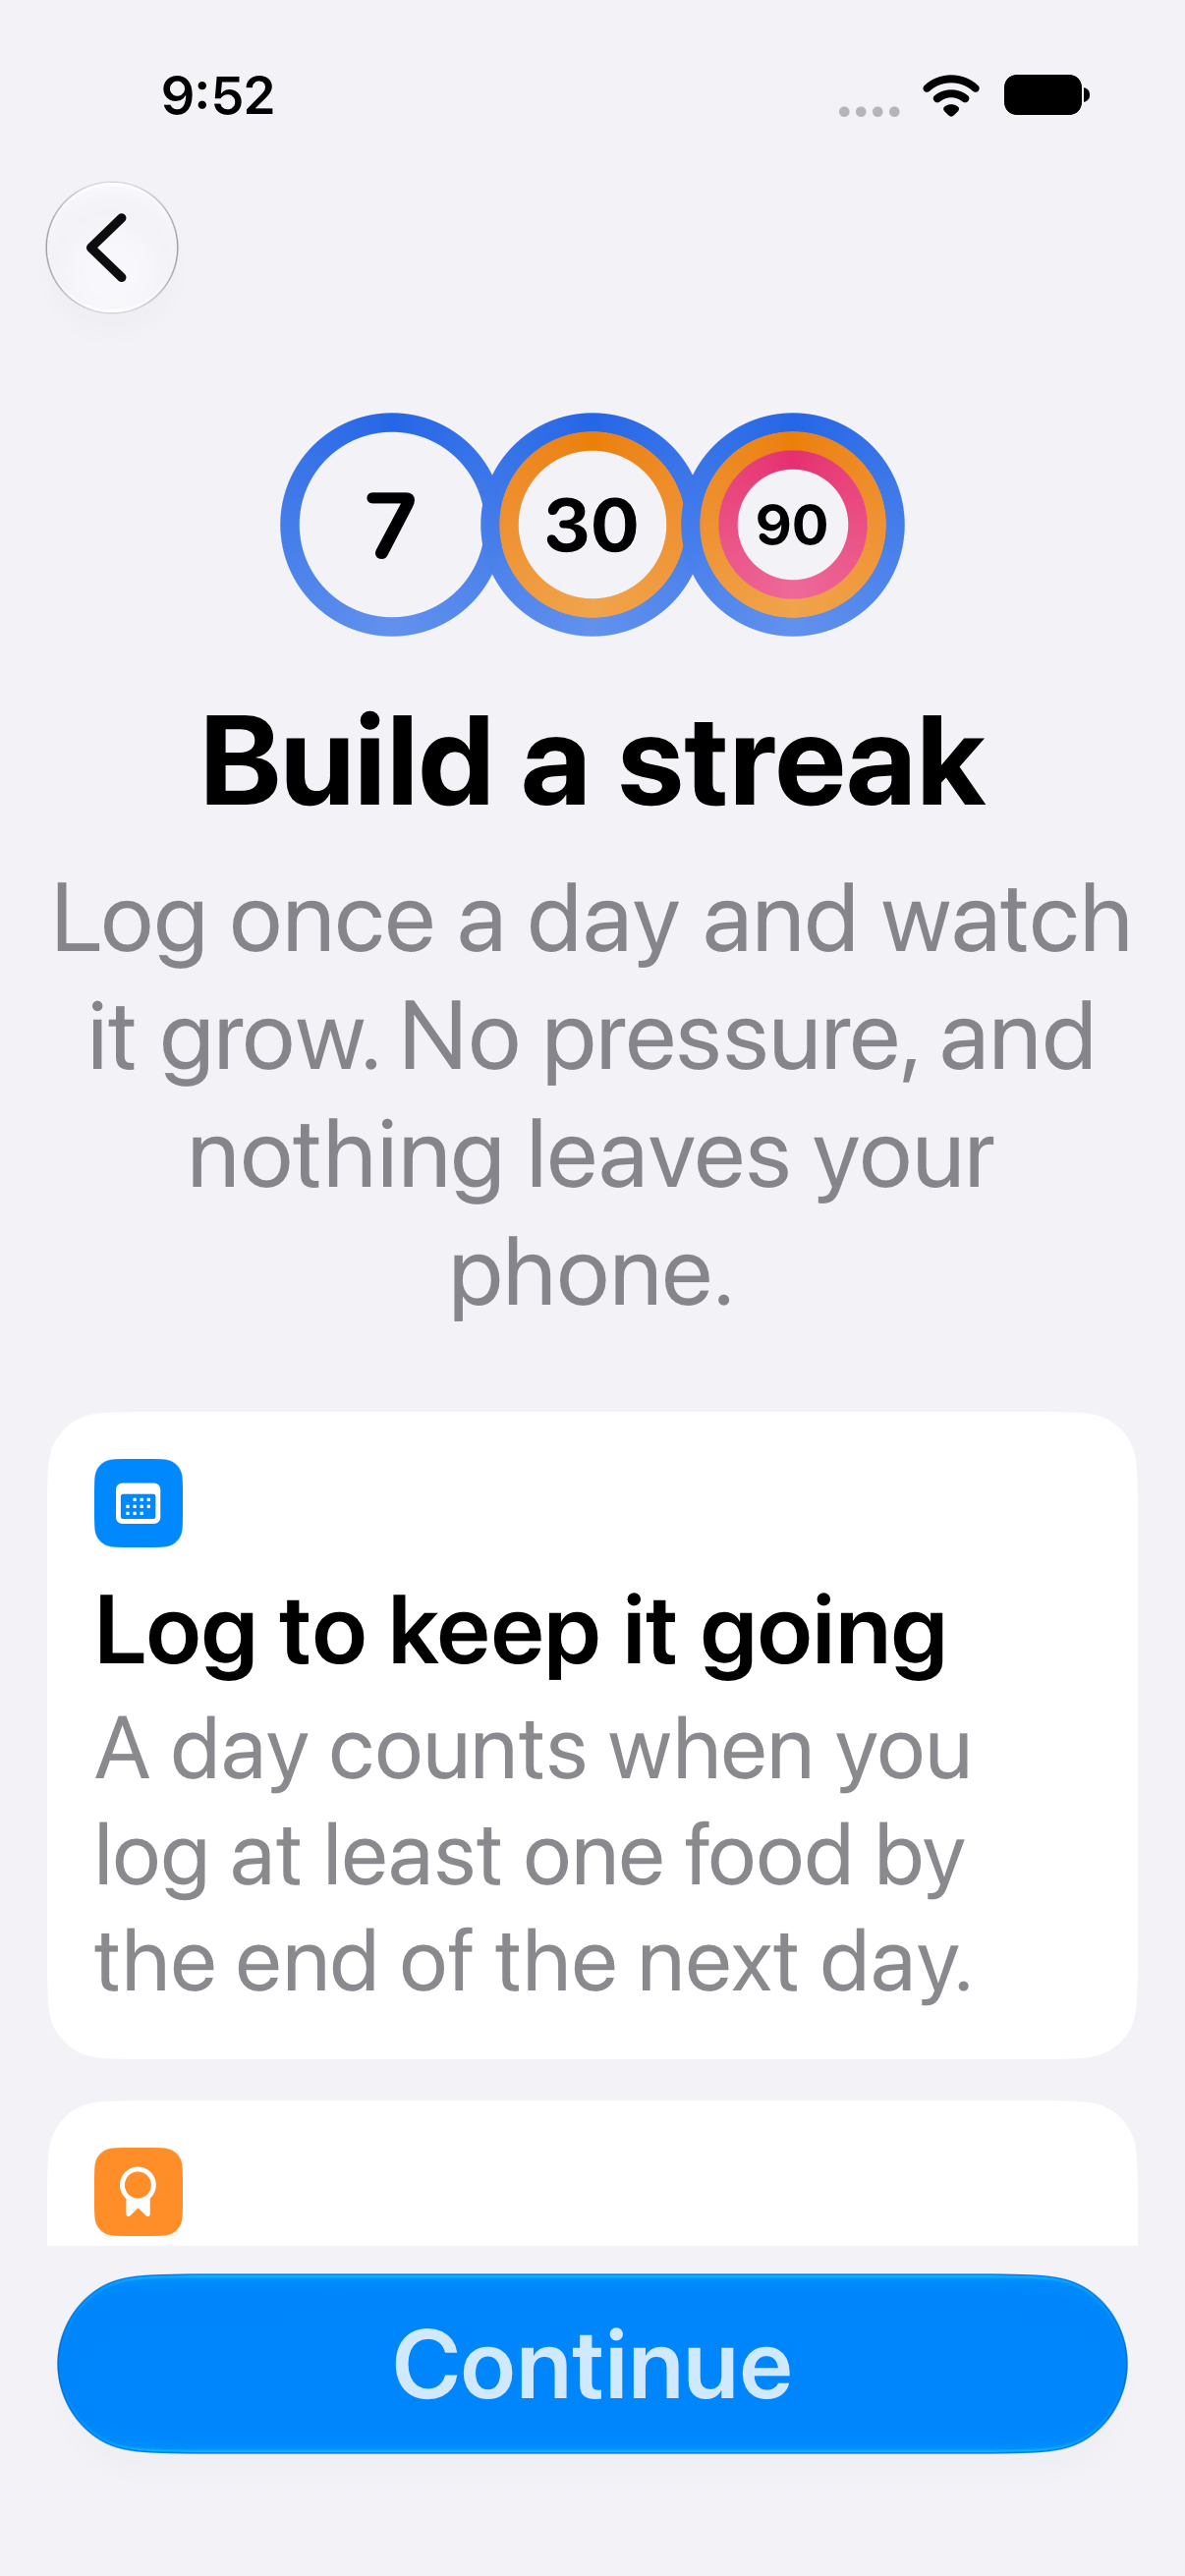 9:52
7 30 90
Build a streak
Log once a day and watch
it grow. No pressure, and
nothing leaves your
phone.
Log to keep it going
A day counts when you
log at least one food by
the end of the next day.
Continue